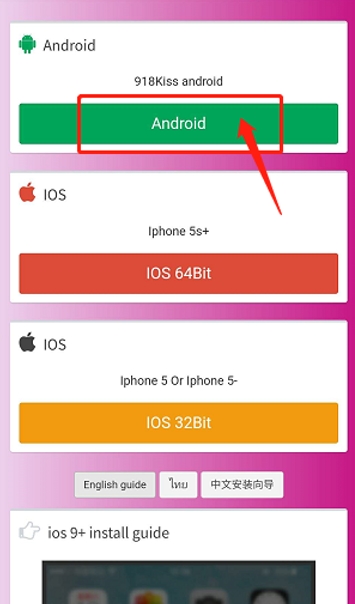 Android
918Kiss android
Android
IOS
Iphone 5s+
IOS 64Bit
IOS
Iphone 5 Or Iphone 5-
IOS 32Bit
English guide ไทย 中文安装向导
ios 9+ install guide